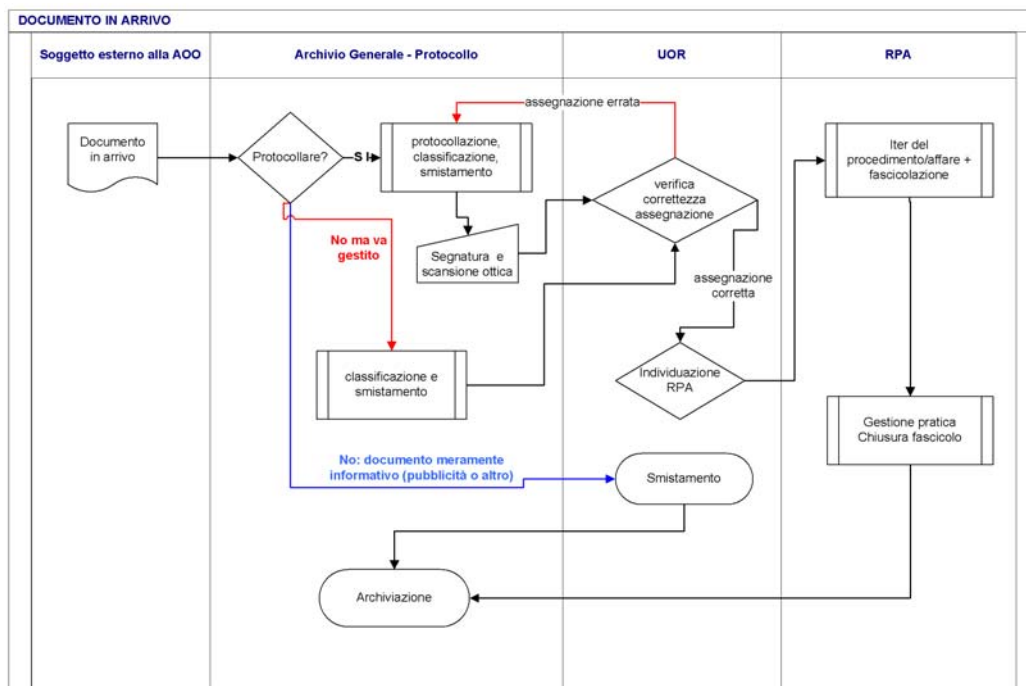 DOCUMENTO IN ARRIVO
Soggetto esterno alla AOO
Archivio Generale - Protocollo
UOR
RPA
assegnazione errata
Documento
in arrivo
Protocollare?
S I
protocollazione,
classificazione,
smistamento
Iter del
procedimento/affare +
fascicolazione
verifica
correttezza
assegnazione
No ma va
gestito
Segnatura e
scansione ottica
assegnazione
corretta
classificazione e
smistamento
Individuazione
RPA
Gestione pratica
Chiusura fascicolo
No: documento meramente
informativo (pubblicità o altro)
Smistamento
Archiviazione